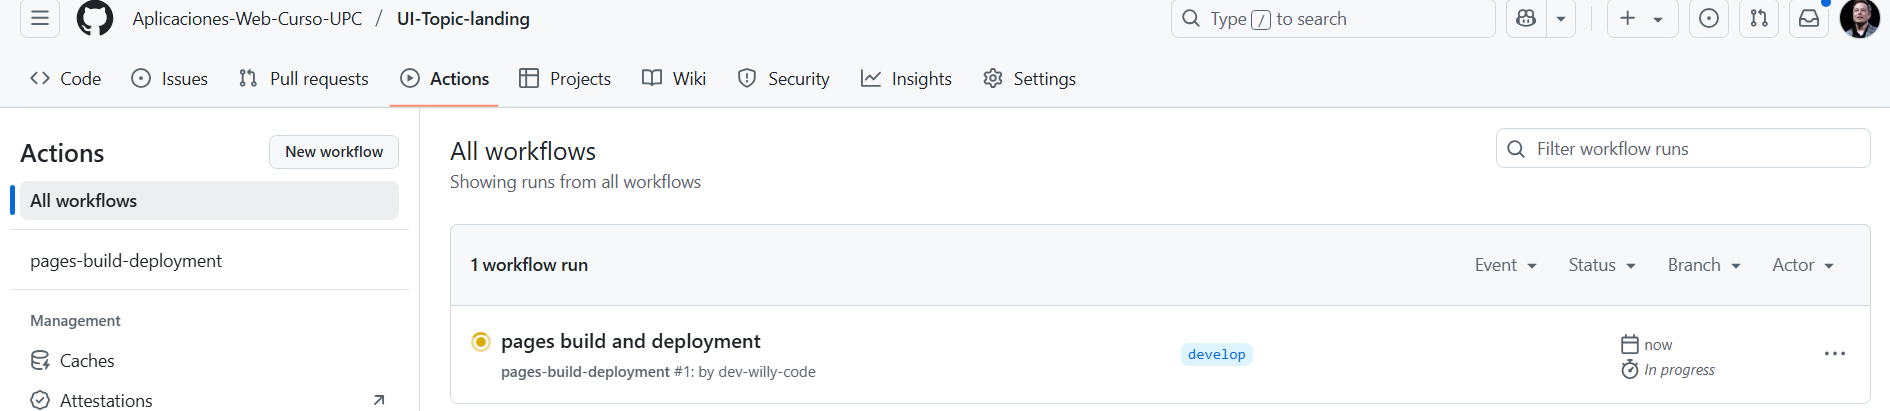 Aplicaciones-Web-Curso-UPC / UI-Topic-landing
Type / to search
Code Issues Pull requests Actions Projects Wiki Security Insights Settings
Actions
New workflow
All workflows
pages-build-deployment
Management
Caches
Attestations
All workflows
Showing runs from all workflows
Filter workflow runs
1 workflow run
Event Status Branch Actor
pages build and deployment
pages-build-deployment #1: by dev-willy-code
develop
now
In progress